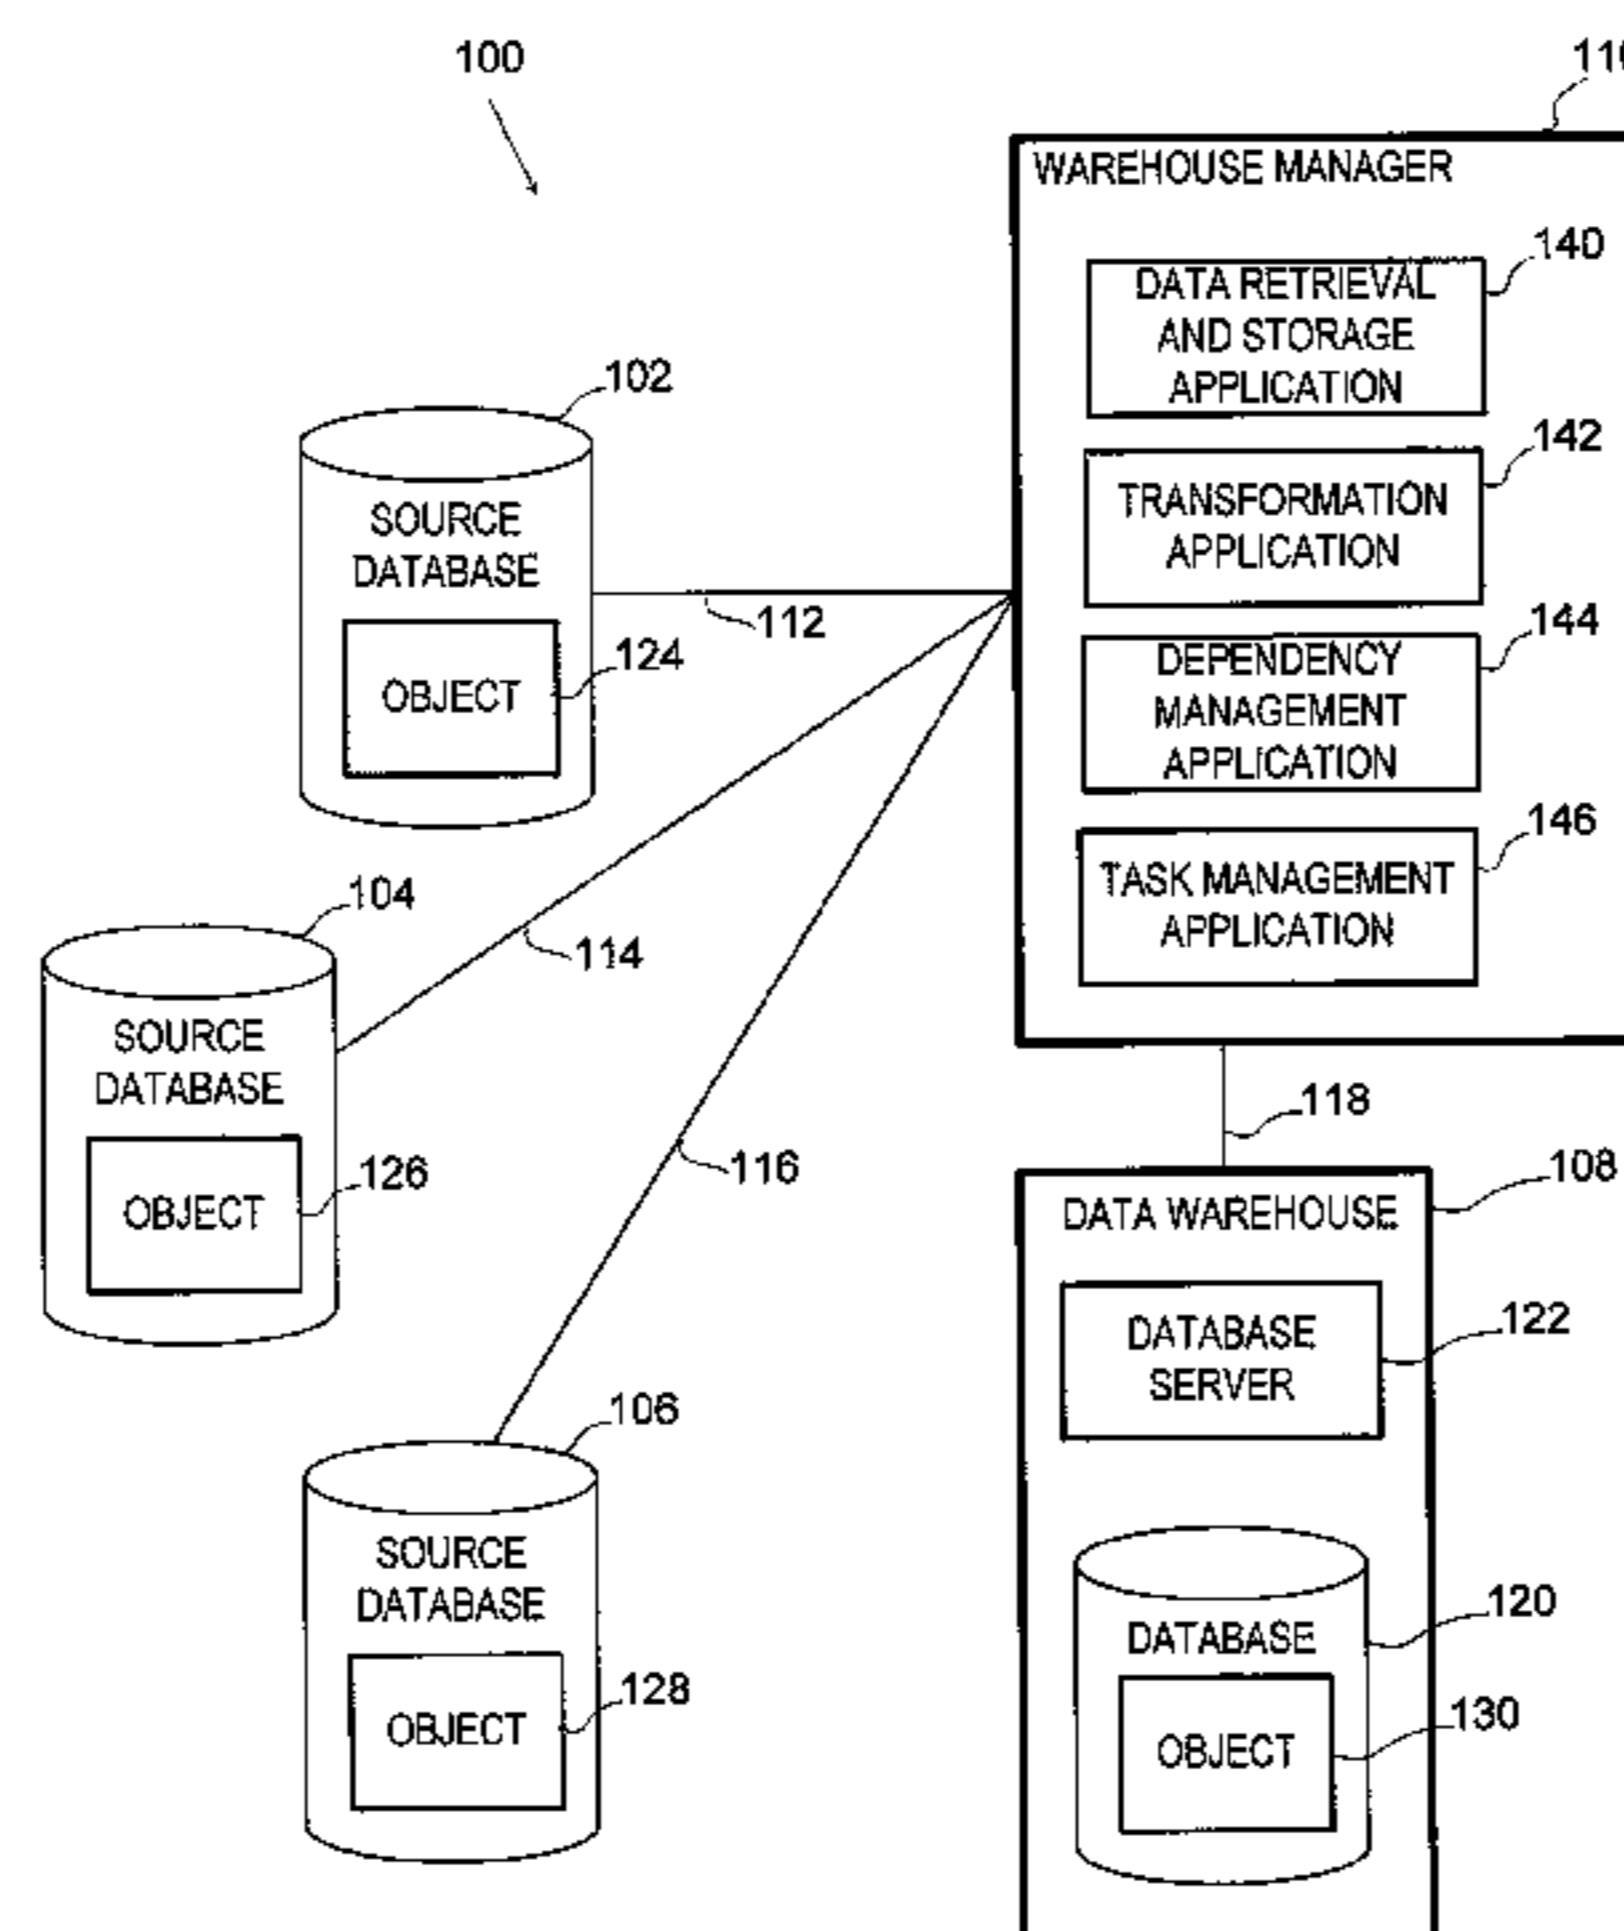 100
WAREHOUSE MANAGER
140
DATA RETRIEVAL
AND STORAGE
APPLICATION
102
142
SOURCE
DATABASE
TRANSFORMATION
APPLICATION
112
144
124
OBJECT
DEPENDENCY
MANAGEMENT
APPLICATION
146
104
TASK MANAGEMENT
APPLICATION
114
SOURCE
DATABASE
118
116
108
126
OBJECT
DATA WAREHOUSE
122
DATABASE
SERVER
106
SOURCE
DATABASE
120
DATABASE
128
OBJECT
130
OBJECT